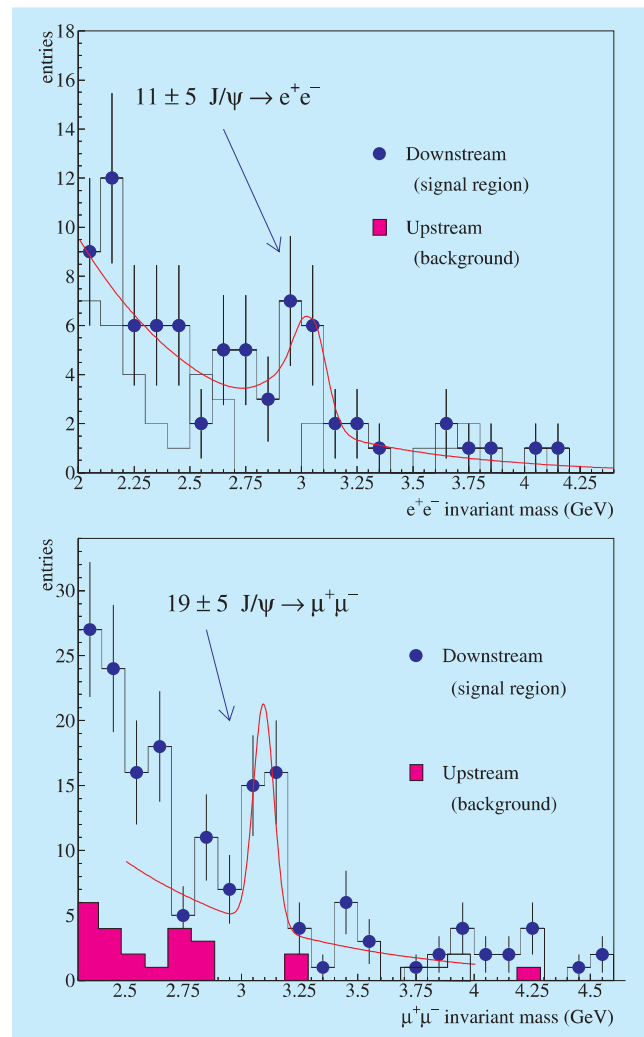 entries
18
16
14
12
10
8
6
4
2
0
11 ± 5 J/ψ → e⁺e⁻
Downstream
(signal region)
Upstream
(background)
2 2.25 2.5 2.75 3 3.25 3.5 3.75 4 4.25
e⁺e⁻ invariant mass (GeV)
entries
30
25
20
15
10
5
0
19 ± 5 J/ψ → μ⁺μ⁻
Downstream
(signal region)
Upstream
(background)
2.5 2.75 3 3.25 3.5 3.75 4 4.25 4.5
μ⁺μ⁻ invariant mass (GeV)